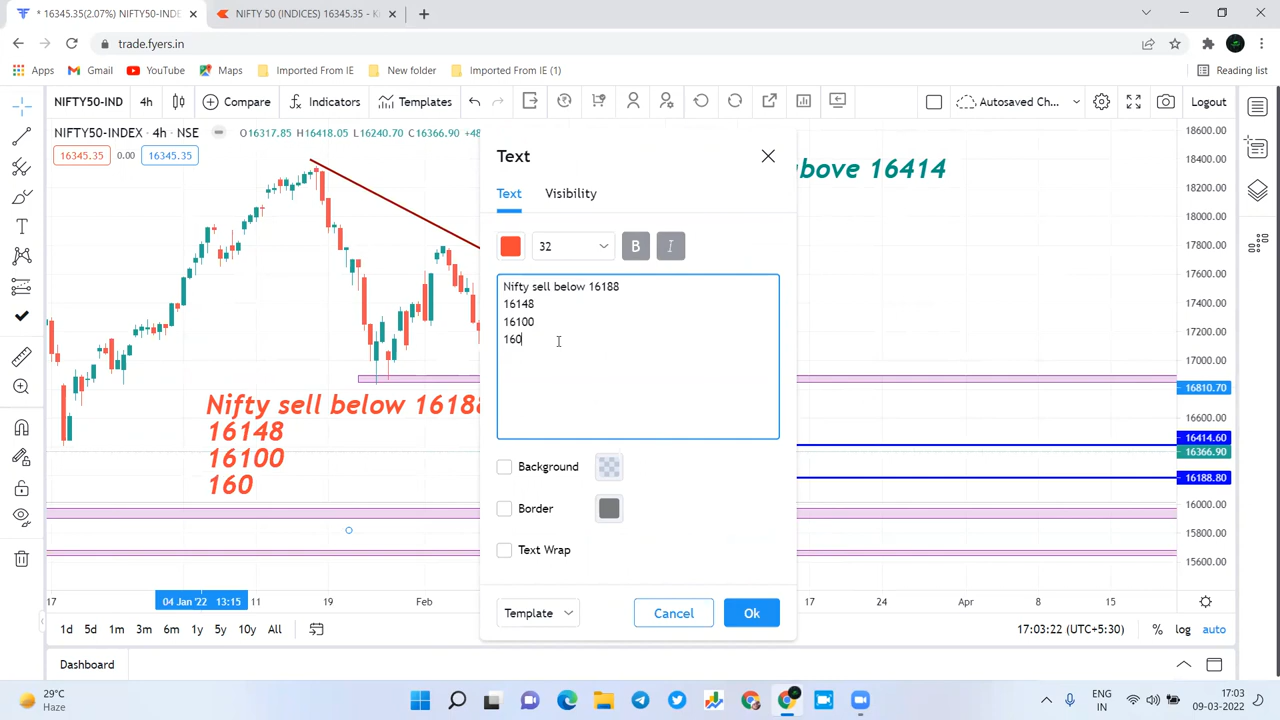 * 16345.35(2.07%) NIFTY50-INDE
NIFTY 50 (INDICES) 16345.35 - Ki
trade.fyers.in
Apps
Gmail
YouTube
Maps
Imported From IE
New folder
Imported From IE (1)
Reading list
NIFTY50-IND
4h
Compare
Indicators
Templates
Autosaved Ch...
Logout
NIFTY50-INDEX • 4h • NSE
O16317.85 H16418.05 L16240.70 C16366.90 +48
16345.35 0.00 16345.35
bove 16414
Text
Text
Visibility
32
B
I
Nifty sell below 16188
16148
16100
160
Background
Border
Text Wrap
Template
Cancel
Ok
Nifty sell below 16188
16148
16100
160
18600.00
18400.00
18200.00
18000.00
17800.00
17600.00
17400.00
17200.00
17000.00
16810.70
16600.00
16414.60
16366.90
16188.80
16000.00
15800.00
15600.00
17
04 Jan '22 13:15
11
19
Feb
17
24
Apr
8
15
1d 5d 1m 3m 6m 1y 5y 10y All
17:03:22 (UTC+5:30)
% log auto
Dashboard
29°C
Haze
ENG
IN
17:03
09-03-2022